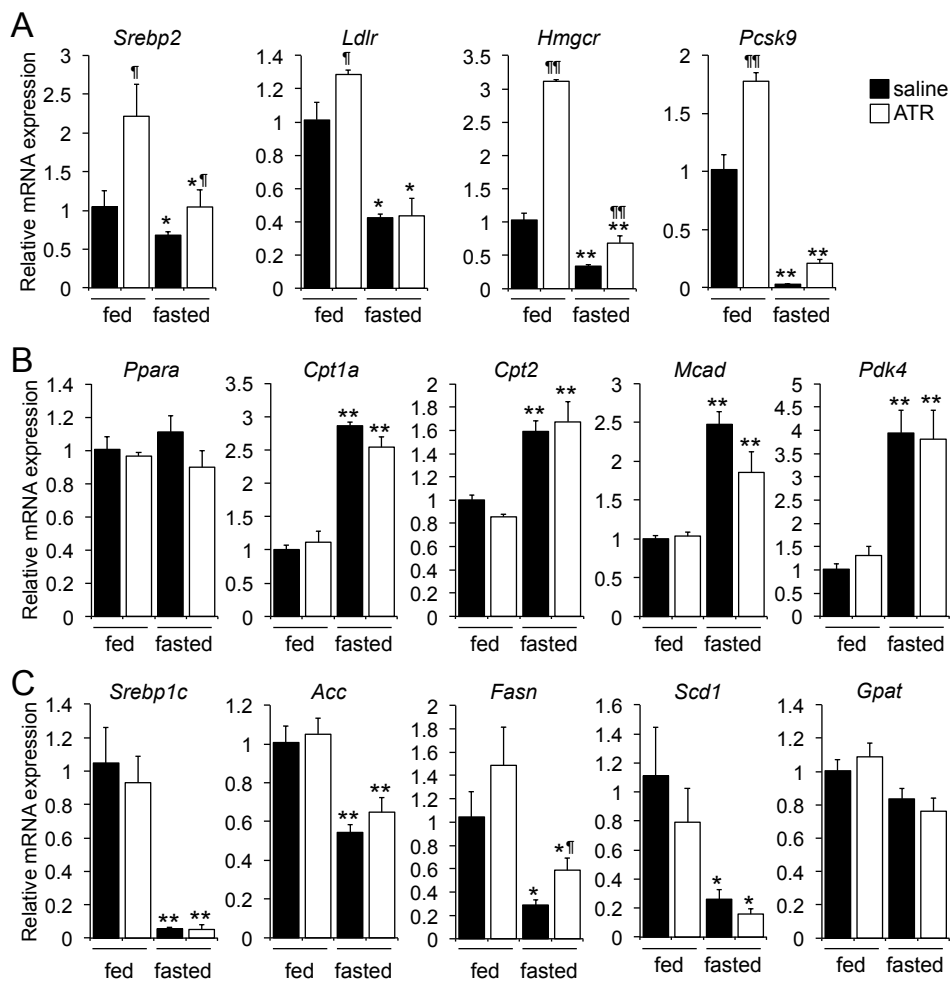 A
Srebp2
Ldlr
Hmgcr
Pcsk9
saline
ATR
Relative mRNA expression
3
2.5
2
1.5
1
0.5
0
¶
*
*¶
fed
fasted
1.4
1.2
1
0.8
0.6
0.4
0.2
0
¶
*
*
fed
fasted
3.5
3
2.5
2
1.5
1
0.5
0
¶¶
**
¶¶
**
fed
fasted
2
1.5
1
0.5
0
¶¶
**
**
fed
fasted
B
Ppara
Cpt1a
Cpt2
Mcad
Pdk4
Relative mRNA expression
1.4
1.2
1
0.8
0.6
0.4
0.2
0
fed
fasted
3.5
3
2.5
2
1.5
1
0.5
0
**
**
fed
fasted
2
1.8
1.6
1.4
1.2
1
0.8
0.6
0.4
0.2
0
**
**
fed
fasted
3
2.5
2
1.5
1
0.5
0
**
**
fed
fasted
5
4.5
4
3.5
3
2.5
2
1.5
1
0.5
0
**
**
fed
fasted
C
Srebp1c
Acc
Fasn
Scd1
Gpat
Relative mRNA expression
1.4
1.2
1
0.8
0.6
0.4
0.2
0
**
**
fed
fasted
1.2
1
0.8
0.6
0.4
0.2
0
**
**
fed
fasted
2
1.8
1.6
1.4
1.2
1
0.8
0.6
0.4
0.2
0
*
*¶
fed
fasted
1.6
1.4
1.2
1
0.8
0.6
0.4
0.2
0
*
*
fed
fasted
1.4
1.2
1
0.8
0.6
0.4
0.2
0
fed
fasted